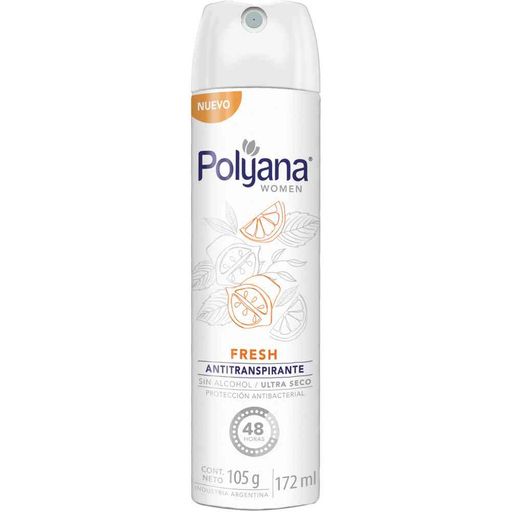 NUEVO
Polyana®
WOMEN
FRESH
ANTITRANSPIRANTE
SIN ALCOHOL / ULTRA SECO
PROTECCIÓN ANTIBACTERIAL
48
HORAS
CONT. NETO 105 g 172 ml
INDUSTRIA ARGENTINA